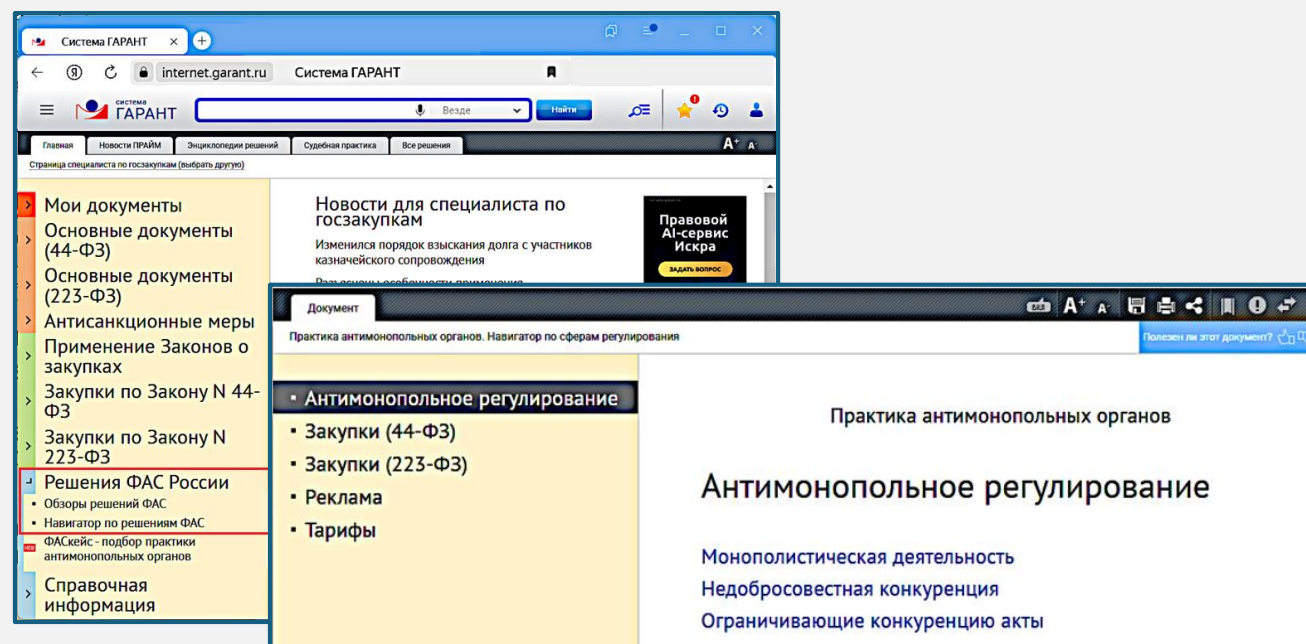 Система ГАРАНТ
internet.garant.ru Система ГАРАНТ
СИСТЕМА
ГАРАНТ
Везде
Найти
Главная
Новости ПРАЙМ
Энциклопедии решений
Судебная практика
Все решения
A+ A-
Страница специалиста по госзакупкам (выбрать другую)
Мои документы
Основные документы
(44-ФЗ)
Основные документы
(223-ФЗ)
Антисанкционные меры
Применение Законов о
закупках
Закупки по Закону N 44-
ФЗ
Закупки по Закону N
223-ФЗ
Решения ФАС России
Обзоры решений ФАС
Навигатор по решениям ФАС
ФАСкейс - подбор практики
антимонопольных органов
Справочная
информация
Новости для специалиста по
госзакупкам
Изменился порядок взыскания долга с участников
казначейского сопровождения
Правовой
AI-сервис
Искра
ЗАДАТЬ ВОПРОС
Документ
A+ A-
Практика антимонопольных органов. Навигатор по сферам регулирования
Полезен ли этот документ?
Антимонопольное регулирование
Закупки (44-ФЗ)
Закупки (223-ФЗ)
Реклама
Тарифы
Практика антимонопольных органов
Антимонопольное регулирование
Монополистическая деятельность
Недобросовестная конкуренция
Ограничивающие конкуренцию акты